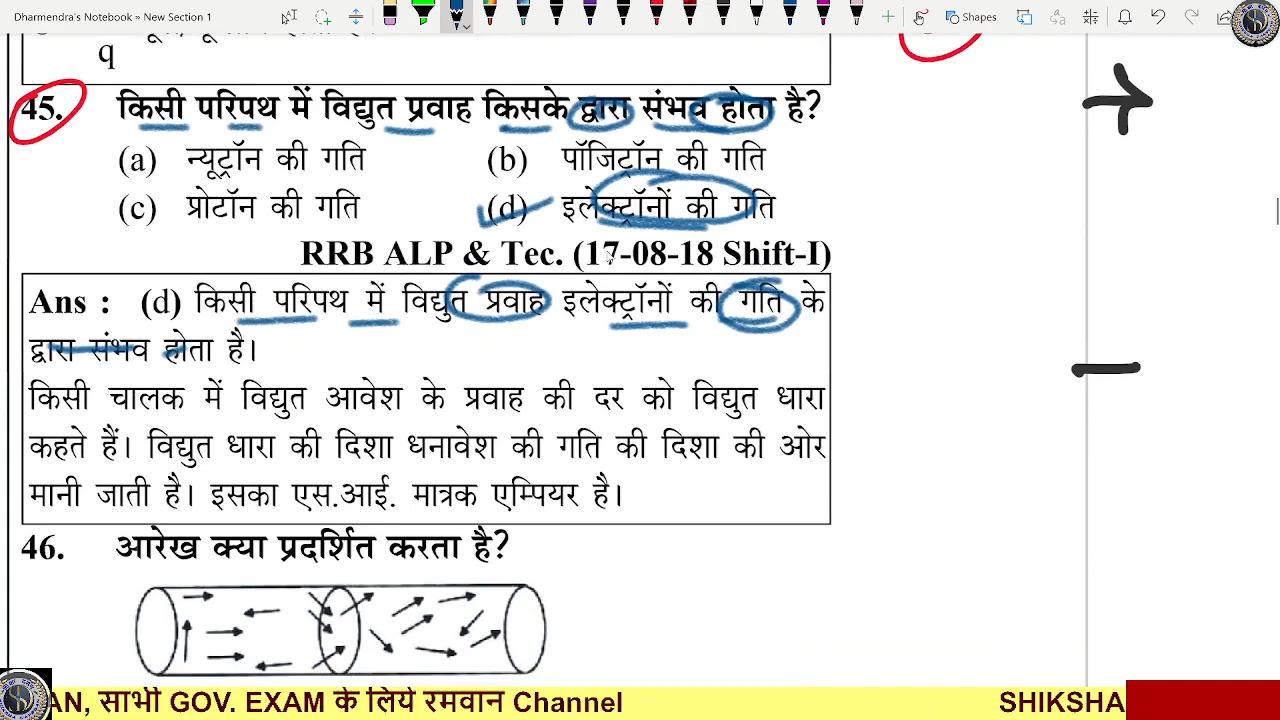 Dharmendra's Notebook » New Section 1
Shapes
q
45. किसी परिपथ में विद्युत प्रवाह किसके द्वारा संभव होता है?
(a) न्यूट्रॉन की गति (b) पॉजिट्रॉन की गति
(c) प्रोटॉन की गति (d) इलेक्ट्रॉनों की गति
RRB ALP & Tec. (17-08-18 Shift-I)
Ans : (d) किसी परिपथ में विद्युत प्रवाह इलेक्ट्रॉनों की गति के
द्वारा संभव होता है।
किसी चालक में विद्युत आवेश के प्रवाह की दर को विद्युत धारा
कहते हैं। विद्युत धारा की दिशा धनावेश की गति की दिशा की ओर
मानी जाती है। इसका एस.आई. मात्रक एम्पियर है।
46. आरेख क्या प्रदर्शित करता है?
AN, साभी GOV. EXAM के लिये रमवान Channel SHIKSHA